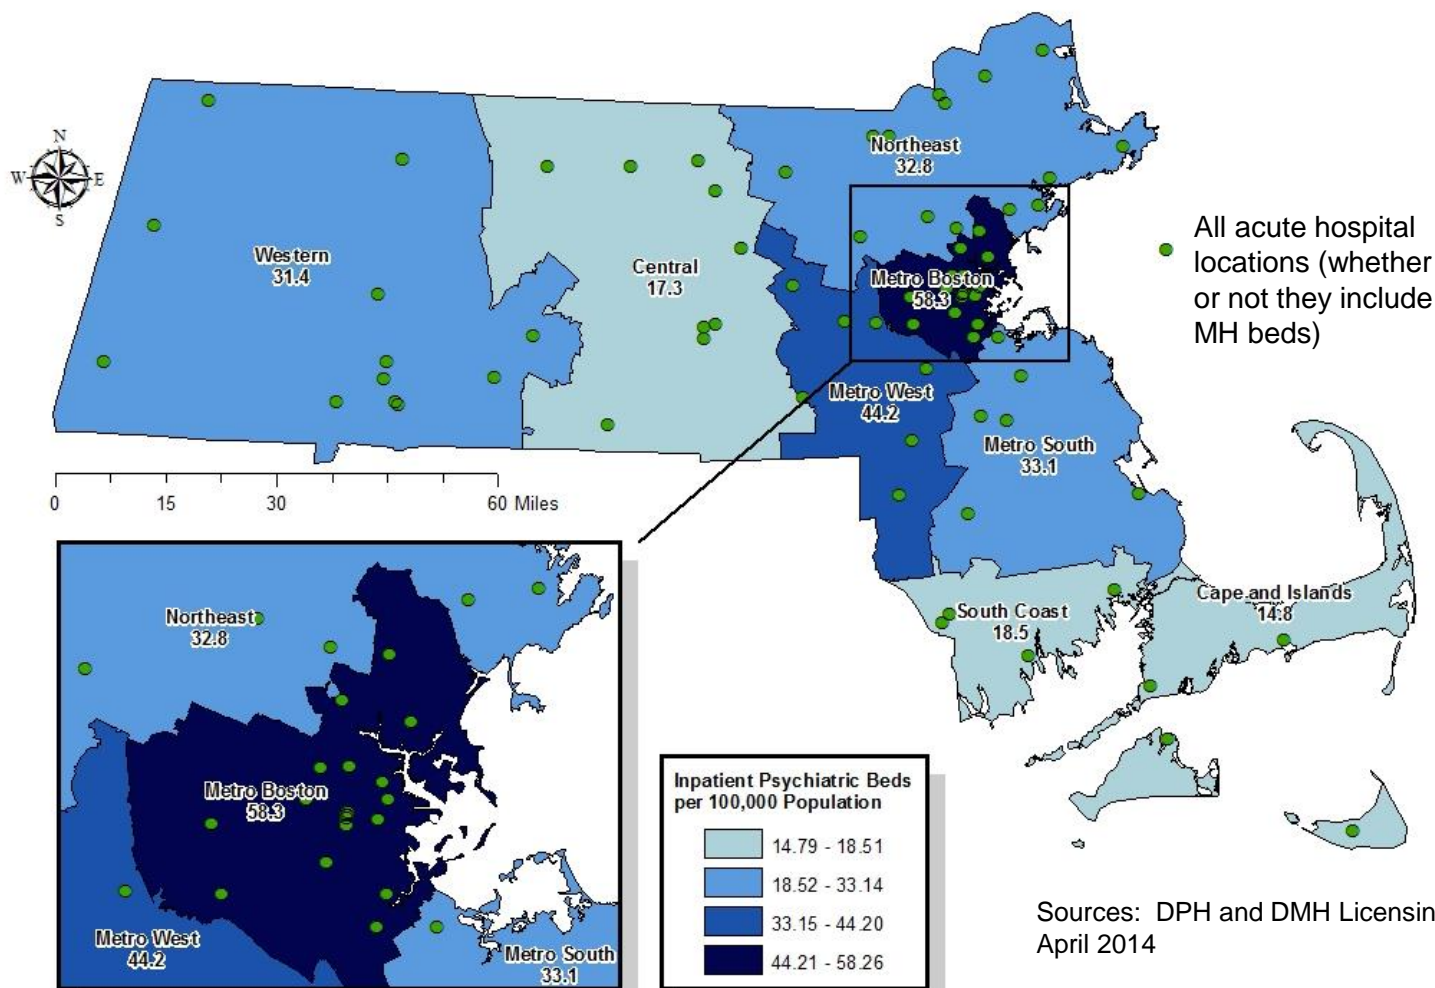 N
W E
S
Northeast
32.8
Western
31.4
Central
17.3
Metro Boston
58.3
Metro West
44.2
Metro South
33.1
South Coast
18.5
Cape and Islands
14.8
All acute hospital
locations (whether
or not they include
MH beds)
0 15 30 60 Miles
Northeast
32.8
Metro Boston
58.3
Metro West
44.2
Metro South
33.1
Inpatient Psychiatric Beds
per 100,000 Population
14.79 - 18.51
18.52 - 33.14
33.15 - 44.20
44.21 - 58.26
Sources: DPH and DMH Licensin
April 2014